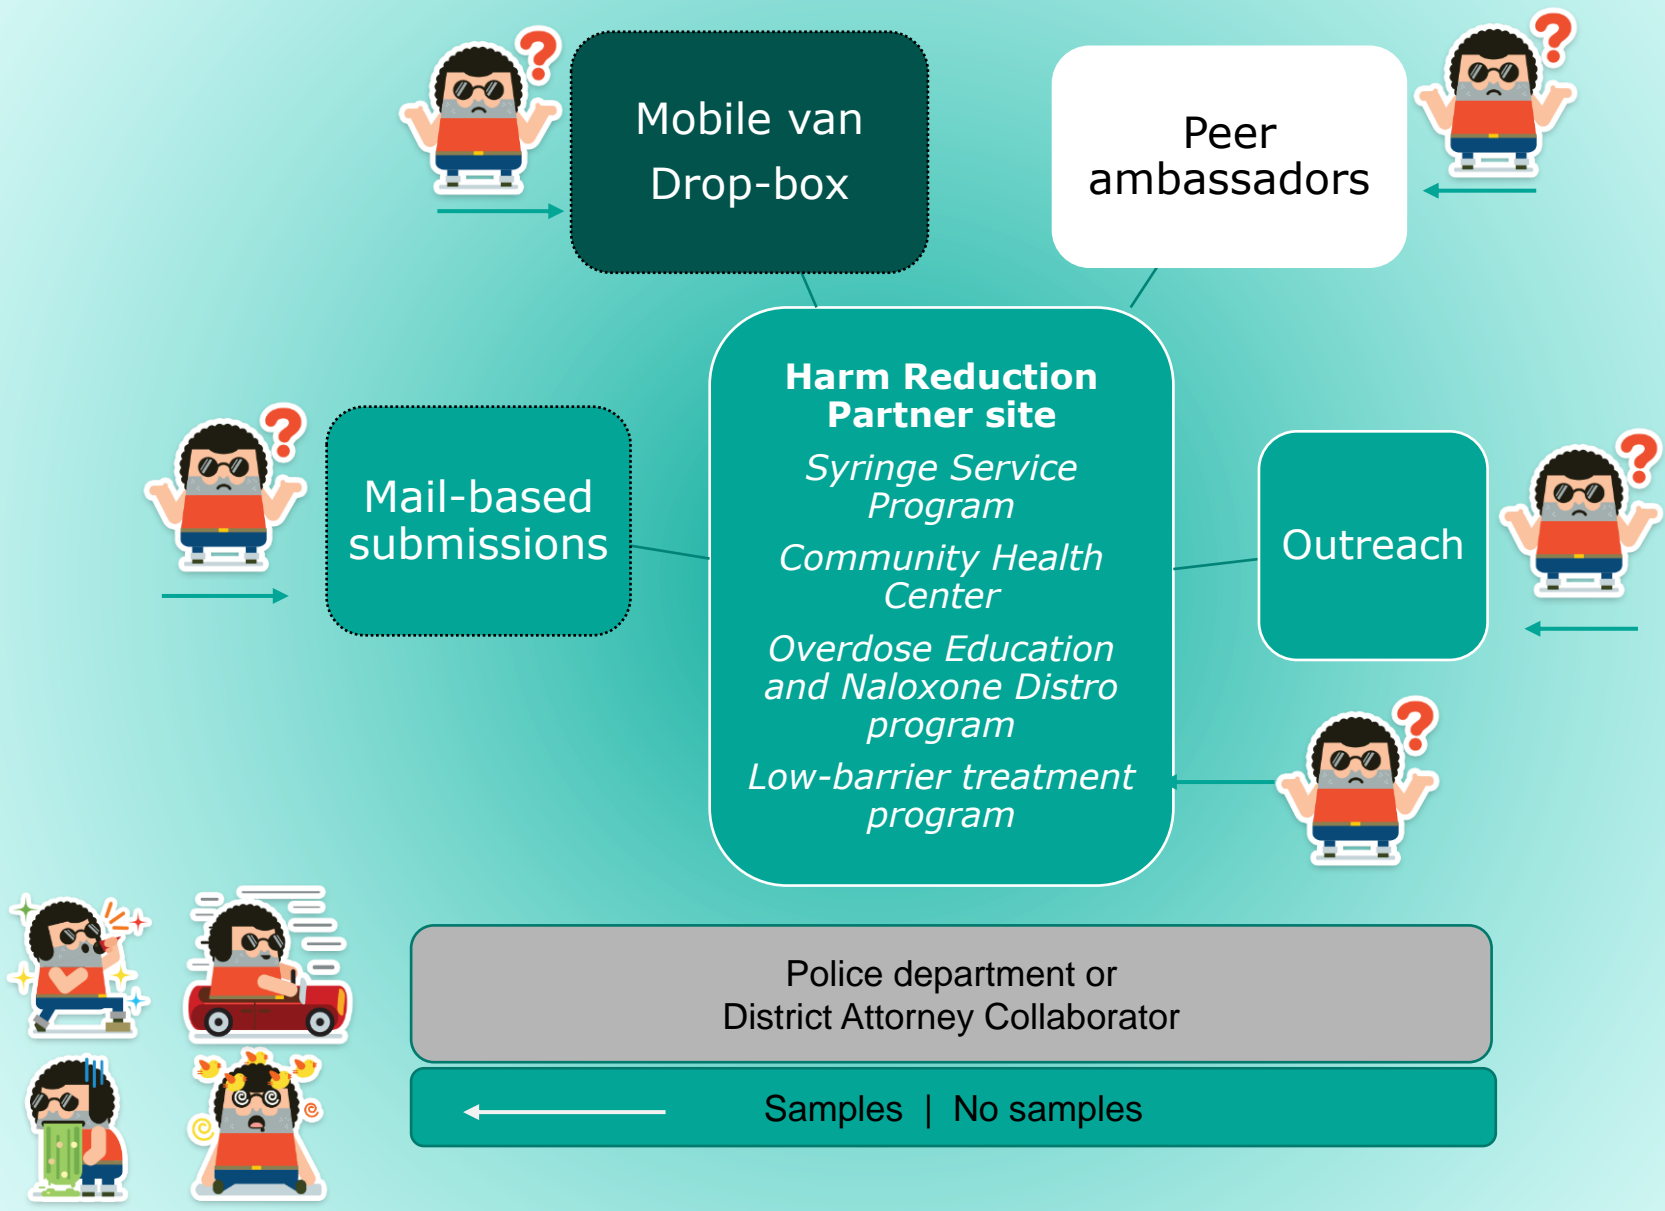 Mobile van
Drop-box
Peer
ambassadors
Harm Reduction
Partner site
Syringe Service
Program
Community Health
Center
Overdose Education
and Naloxone Distro
program
Low-barrier treatment
program
Mail-based
submissions
Outreach
Police department or
District Attorney Collaborator
Samples | No samples